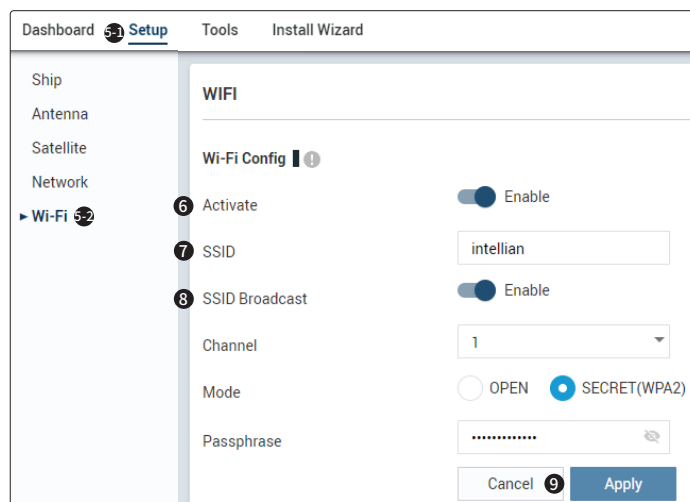 Dashboard 5-1 Setup Tools Install Wizard
Ship
Antenna
Satellite
Network
Wi-Fi 5-2
WIFI
Wi-Fi Config
6 Activate Enable
7 SSID intellian
8 SSID Broadcast Enable
Channel 1
Mode OPEN SECRET(WPA2)
Passphrase •••••••••••••
Cancel 9 Apply